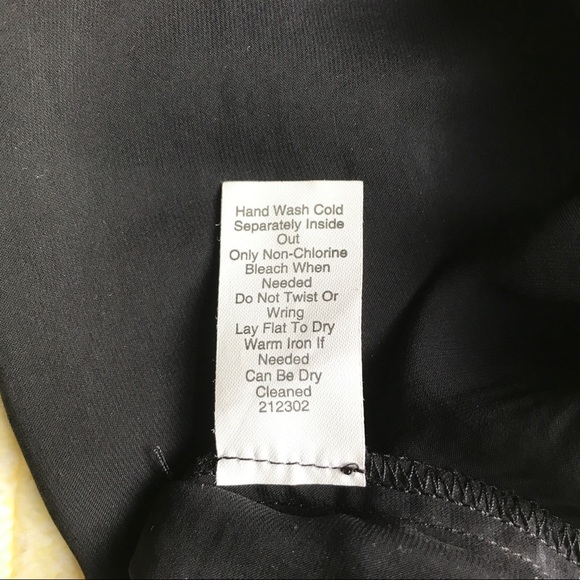 Hand Wash Cold
Separately Inside
Out
Only Non-Chlorine
Bleach When
Needed
Do Not Twist Or
Wring
Lay Flat To Dry
Warm Iron If
Needed
Can Be Dry
Cleaned
212302